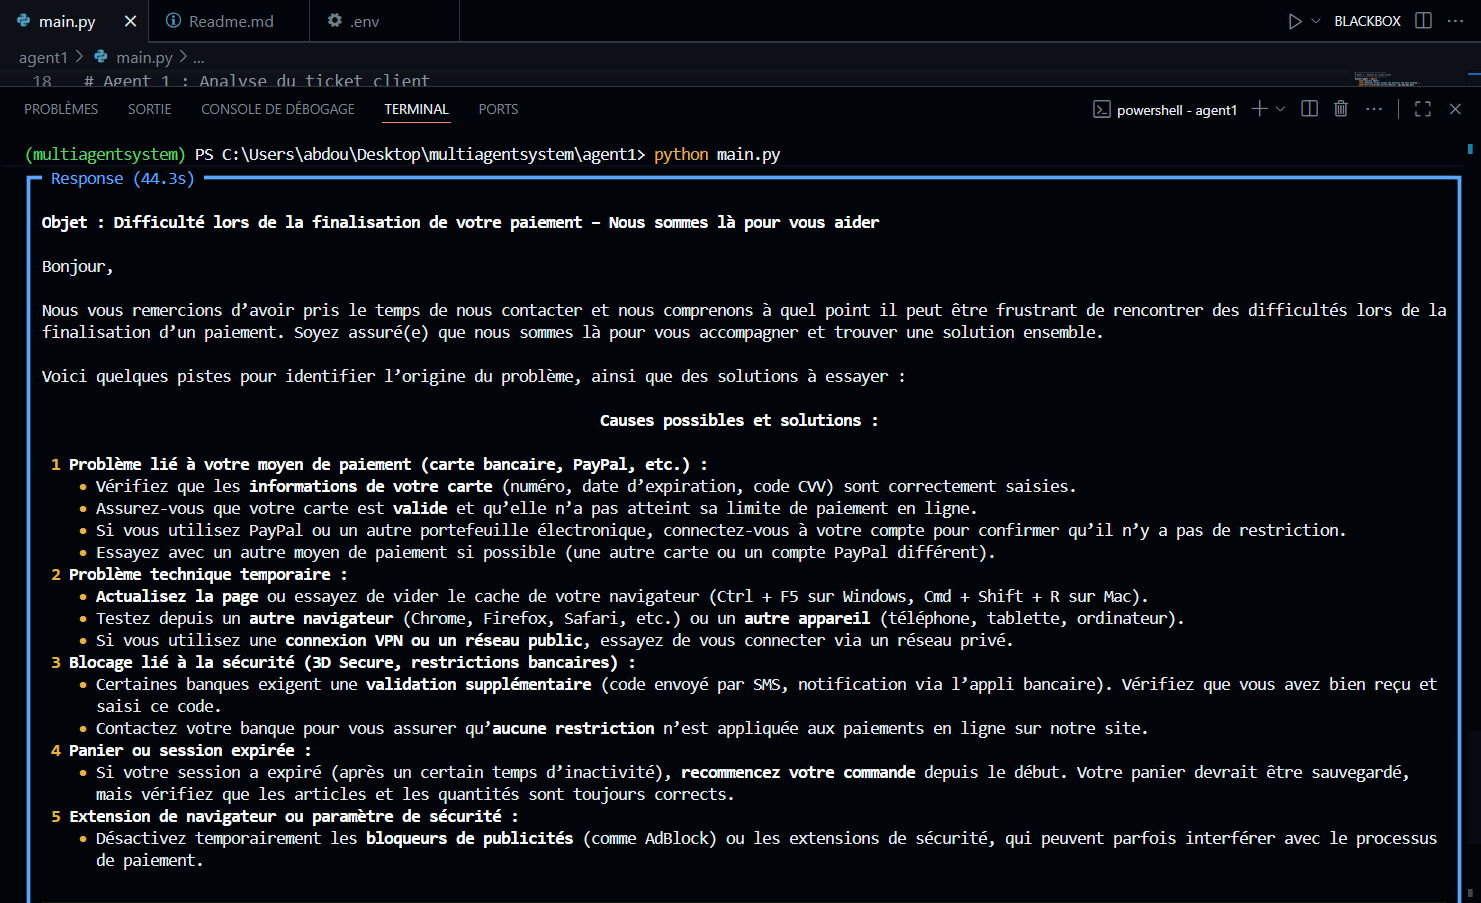 main.py
Readme.md
.env
BLACKBOX
agent1 > main.py > ...
18 # Agent 1 : Analyse du ticket client
PROBLÈMES SORTIE CONSOLE DE DÉBOGAGE TERMINAL PORTS
powershell - agent1
(multiagentsystem) PS C:\Users\abdou\Desktop\multiagentsystem\agent1> python main.py
Response (44.3s)
Objet : Difficulté lors de la finalisation de votre paiement – Nous sommes là pour vous aider
Bonjour,
Nous vous remercions d’avoir pris le temps de nous contacter et nous comprenons à quel point il peut être frustrant de rencontrer des difficultés lors de la
finalisation d’un paiement. Soyez assuré(e) que nous sommes là pour vous accompagner et trouver une solution ensemble.
Voici quelques pistes pour identifier l’origine du problème, ainsi que des solutions à essayer :
Causes possibles et solutions :
1 Problème lié à votre moyen de paiement (carte bancaire, PayPal, etc.) :
• Vérifiez que les informations de votre carte (numéro, date d’expiration, code CVV) sont correctement saisies.
• Assurez-vous que votre carte est valide et qu’elle n’a pas atteint sa limite de paiement en ligne.
• Si vous utilisez PayPal ou un autre portefeuille électronique, connectez-vous à votre compte pour confirmer qu’il n’y a pas de restriction.
• Essayez avec un autre moyen de paiement si possible (une autre carte ou un compte PayPal différent).
2 Problème technique temporaire :
• Actualisez la page ou essayez de vider le cache de votre navigateur (Ctrl + F5 sur Windows, Cmd + Shift + R sur Mac).
• Testez depuis un autre navigateur (Chrome, Firefox, Safari, etc.) ou un autre appareil (téléphone, tablette, ordinateur).
• Si vous utilisez une connexion VPN ou un réseau public, essayez de vous connecter via un réseau privé.
3 Blocage lié à la sécurité (3D Secure, restrictions bancaires) :
• Certaines banques exigent une validation supplémentaire (code envoyé par SMS, notification via l’appli bancaire). Vérifiez que vous avez bien reçu et
saisi ce code.
• Contactez votre banque pour vous assurer qu’aucune restriction n’est appliquée aux paiements en ligne sur notre site.
4 Panier ou session expirée :
• Si votre session a expiré (après un certain temps d’inactivité), recommencez votre commande depuis le début. Votre panier devrait être sauvegardé,
mais vérifiez que les articles et les quantités sont toujours corrects.
5 Extension de navigateur ou paramètre de sécurité :
• Désactivez temporairement les bloqueurs de publicités (comme AdBlock) ou les extensions de sécurité, qui peuvent parfois interférer avec le processus
de paiement.